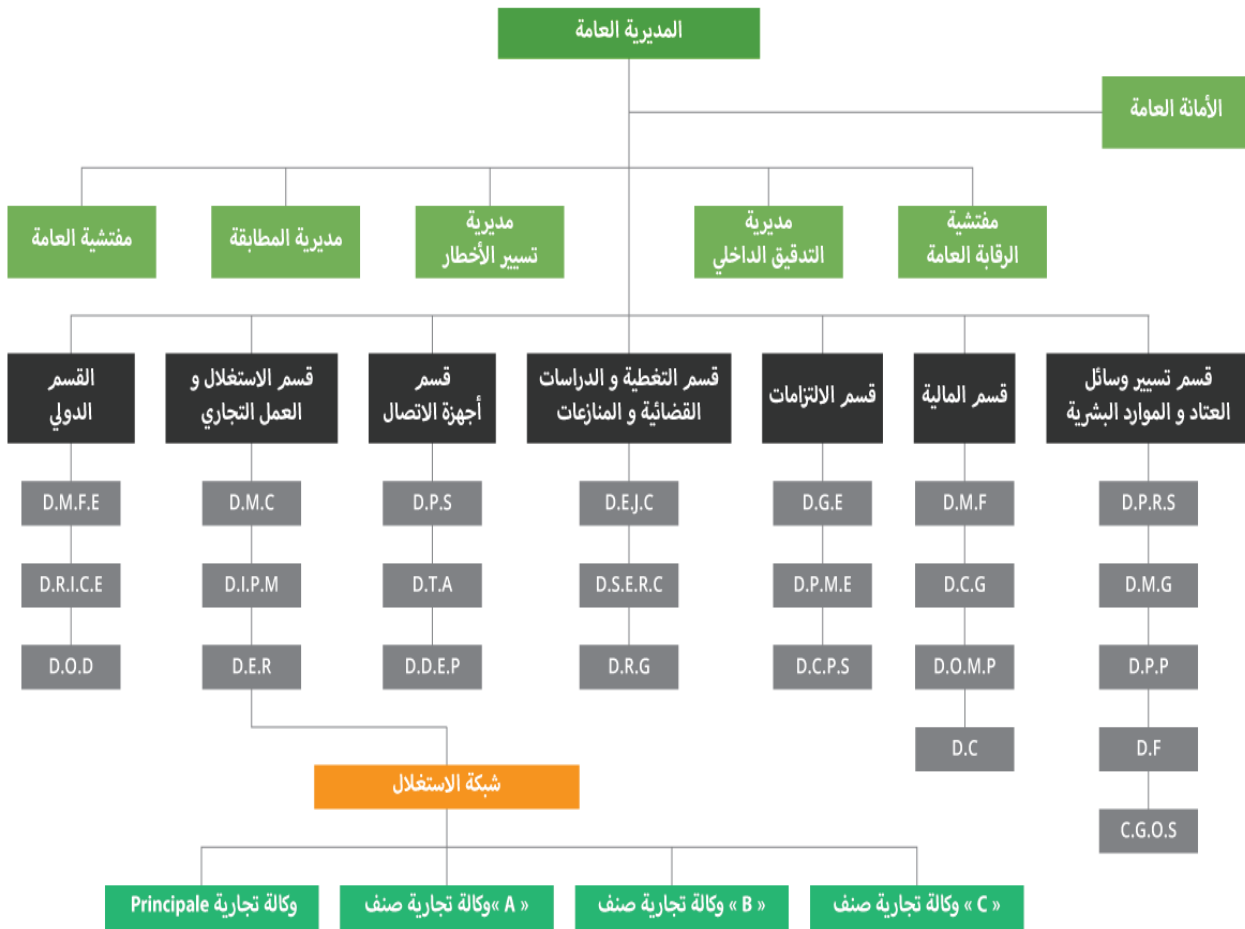 المديرية العامة
الأمانة العامة
مفتشية
الرقابة العامة
مديرية
التدقيق الداخلي
مديرية
تسيير الأخطار
مديرية المطابقة
مفتشية العامة
قسم تسيير وسائل
العتاد و الموارد البشرية
قسم المالية
قسم الالتزامات
قسم التغطية و الدراسات
القضائية و المنازعات
قسم
أجهزة الاتصال
قسم الاستغلال و
العمل التجاري
القسم
الدولي
D.P.R.S
D.M.G
D.P.P
D.F
C.G.O.S
D.M.F
D.C.G
D.O.M.P
D.C
D.G.E
D.P.M.E
D.C.P.S
D.E.J.C
D.S.E.R.C
D.R.G
D.P.S
D.T.A
D.D.E.P
D.M.C
D.I.P.M
D.E.R
D.M.F.E
D.R.I.C.E
D.O.D
شبكة الاستغلال
وكالة تجارية صنف « C »
وكالة تجارية صنف « B »
وكالة تجارية صنف« A »
وكالة تجارية Principale